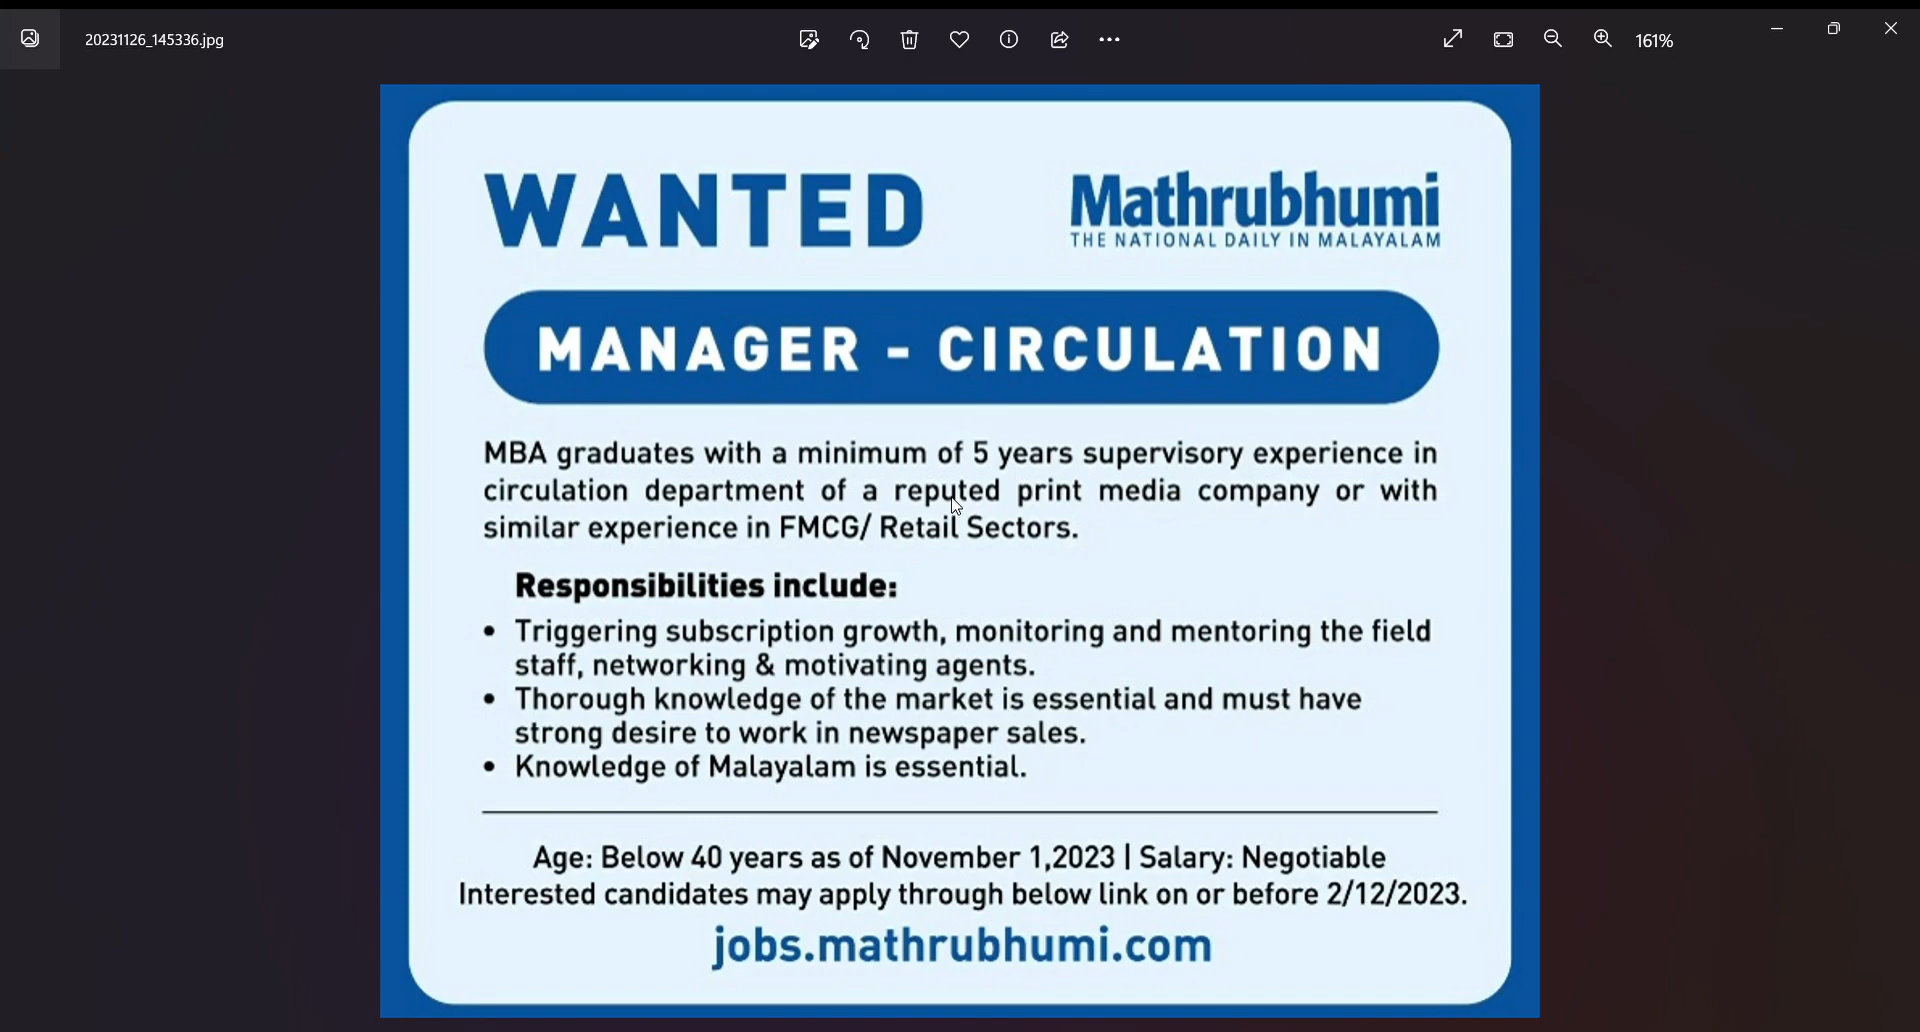 20231126_145336.jpg
161%
WANTED
Mathrubhumi
THE NATIONAL DAILY IN MALAYALAM
MANAGER - CIRCULATION
MBA graduates with a minimum of 5 years supervisory experience in
circulation department of a reputed print media company or with
similar experience in FMCG/ Retail Sectors.
Responsibilities include:
• Triggering subscription growth, monitoring and mentoring the field
staff, networking & motivating agents.
• Thorough knowledge of the market is essential and must have
strong desire to work in newspaper sales.
• Knowledge of Malayalam is essential.
Age: Below 40 years as of November 1,2023 | Salary: Negotiable
Interested candidates may apply through below link on or before 2/12/2023.
jobs.mathrubhumi.com